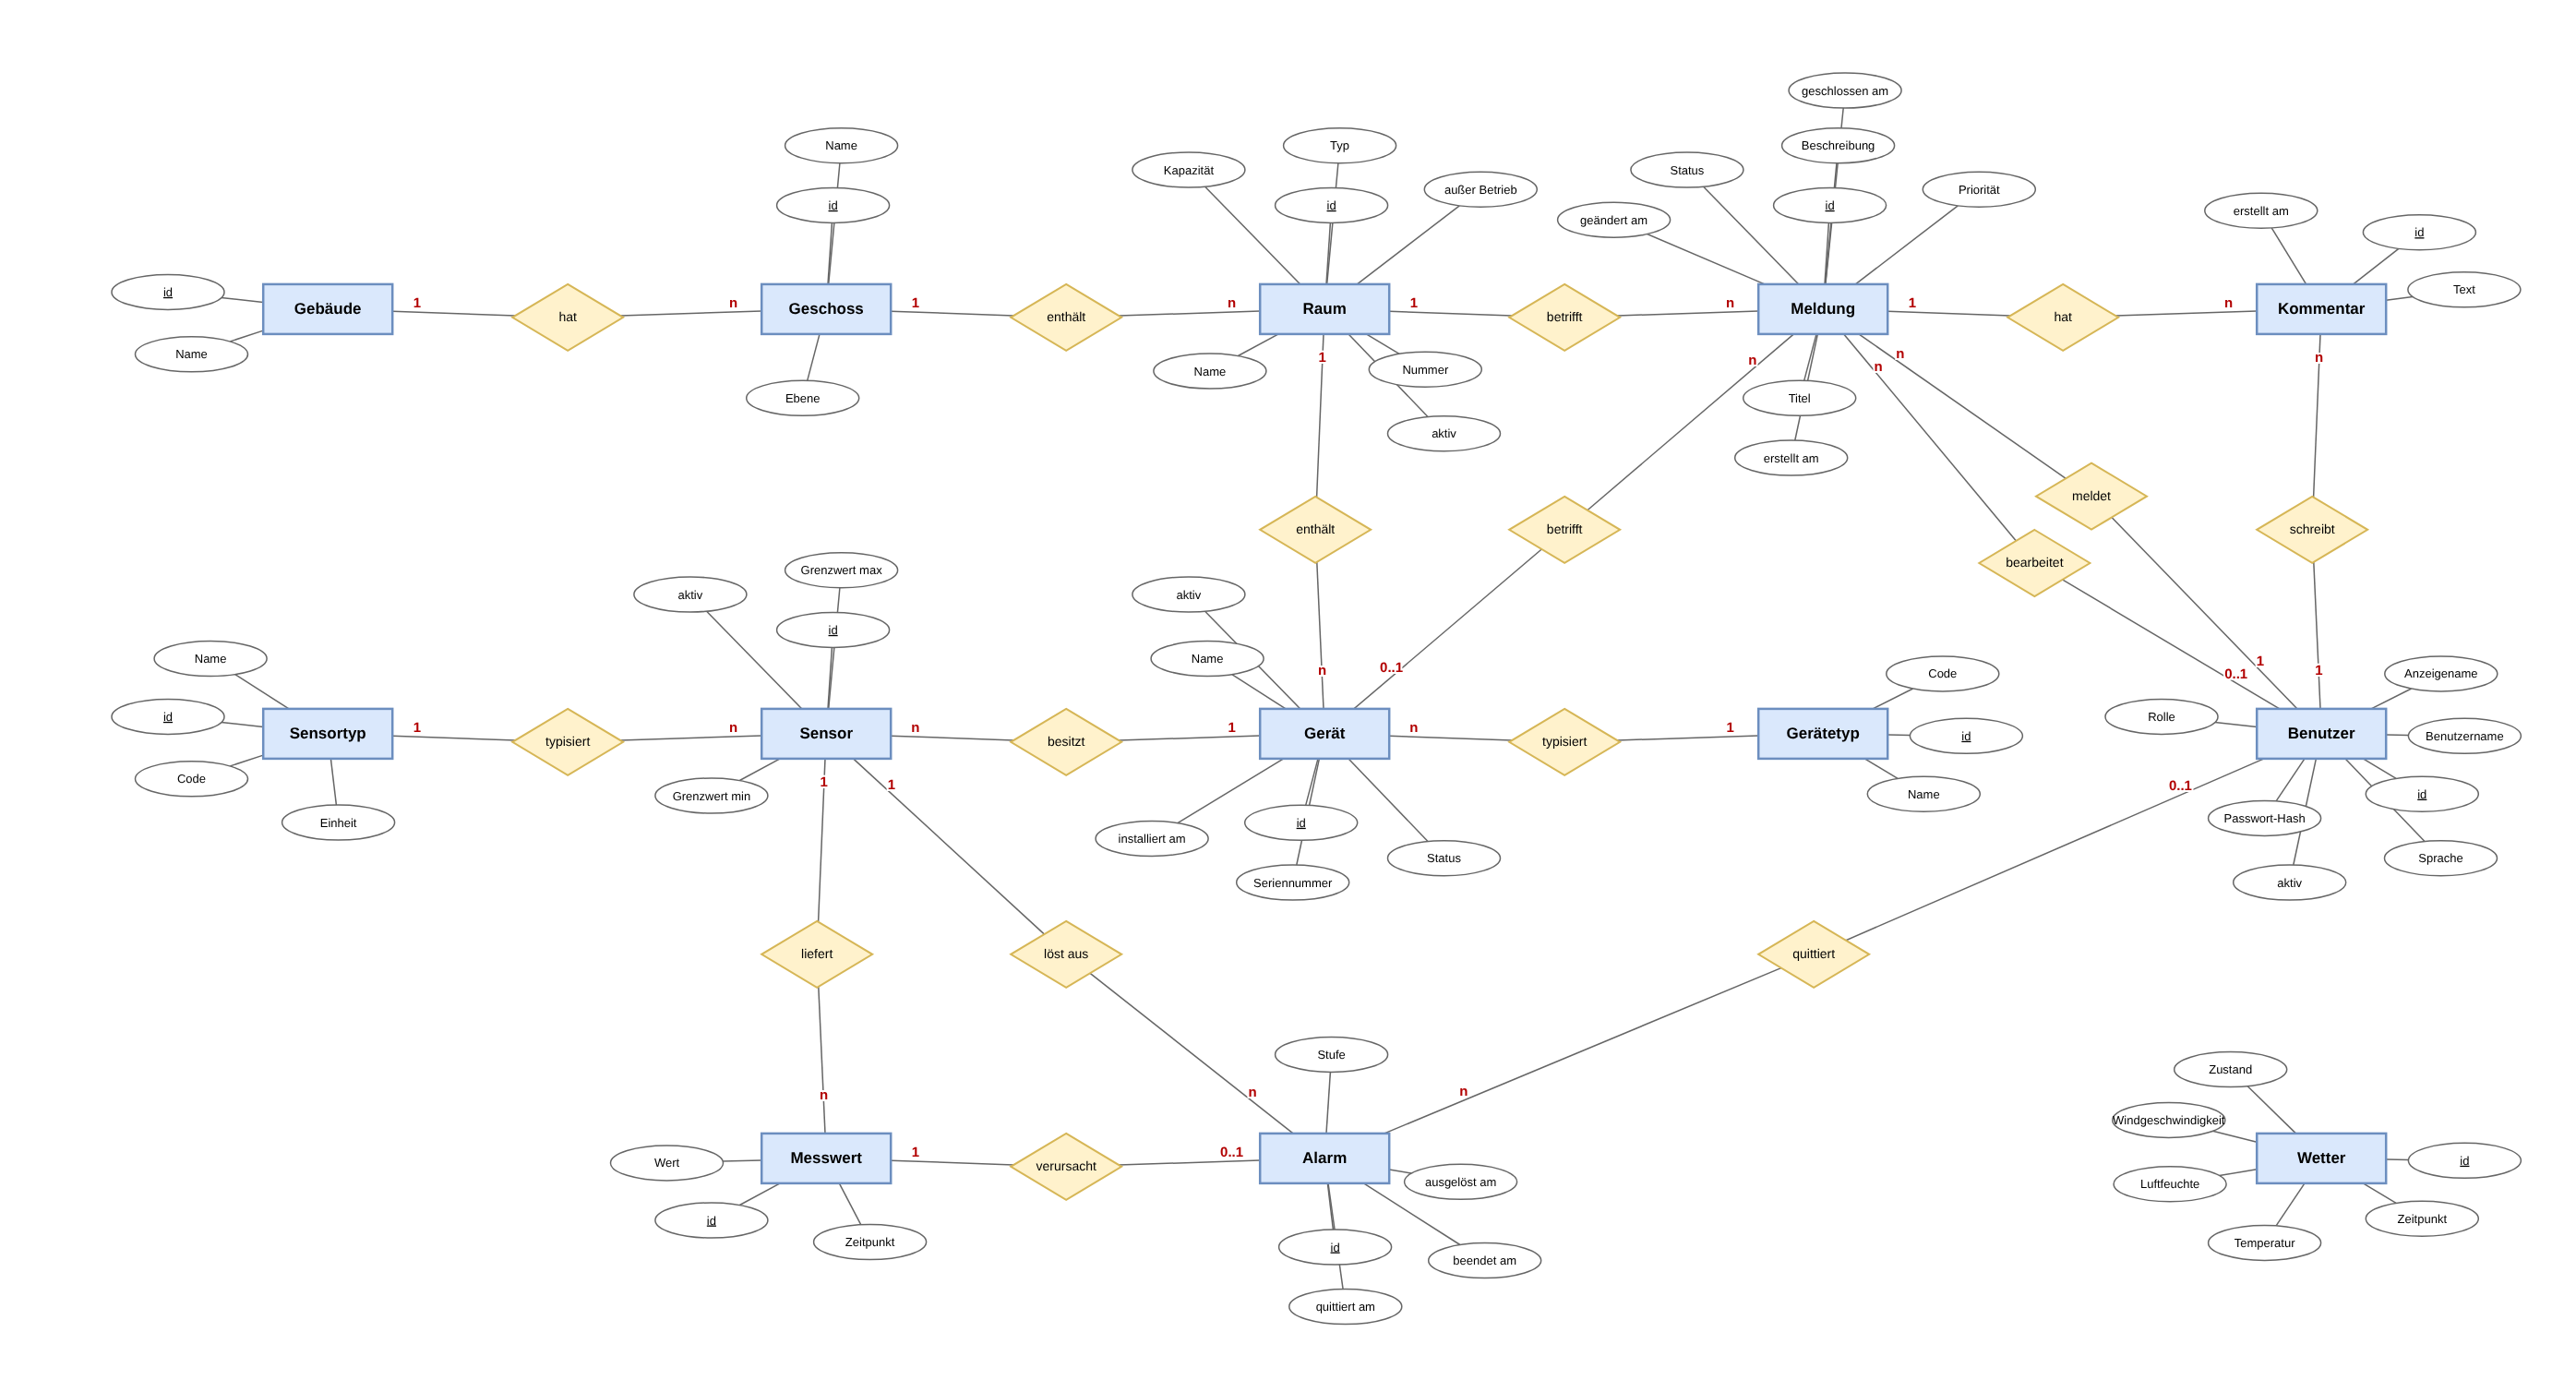 geschlossen am
Name
Typ
Beschreibung
Kapazität
Status
außer Betrieb
Priorität
id
id
id
erstellt am
geändert am
id
id
Text
Gebäude
1
hat
n
Geschoss
1
enthält
n
Raum
1
betrifft
n
Meldung
1
hat
n
Kommentar
Name
Ebene
Name
1
Nummer
aktiv
n
n
n
n
Titel
erstellt am
meldet
enthält
betrifft
bearbeitet
schreibt
Grenzwert max
aktiv
id
aktiv
Name
Name
n
0..1
Code
1
0..1
1
Anzeigename
id
Rolle
id
Benutzername
Sensortyp
1
typisiert
n
Sensor
n
besitzt
1
Gerät
n
typisiert
1
Gerätetyp
Benutzer
Code
Einheit
Grenzwert min
1
1
installiert am
id
Seriennummer
Status
Name
0..1
id
Passwort-Hash
Sprache
aktiv
liefert
löst aus
quittiert
Stufe
Zustand
n
n
n
Windgeschwindigkeit
Wert
Messwert
1
verursacht
0..1
Alarm
Wetter
id
ausgelöst am
Luftfeuchte
id
Zeitpunkt
id
beendet am
quittiert am
Temperatur
Zeitpunkt